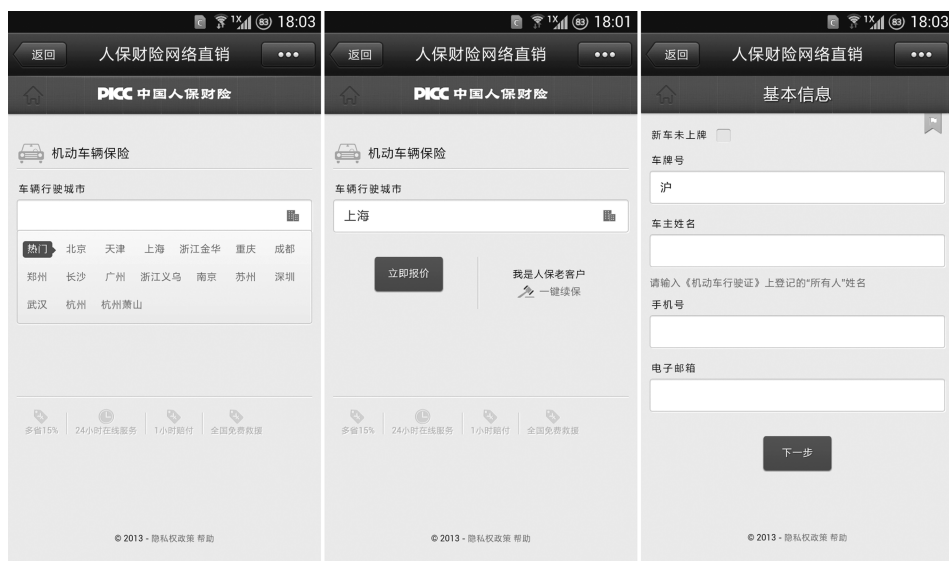 18:03
返回 人保财险网络直销
PICC 中国人保财险
机动车辆保险
车辆行驶城市
热门 北京 天津 上海 浙江金华 重庆 成都
郑州 长沙 广州 浙江义乌 南京 苏州 深圳
武汉 杭州 杭州萧山
多省15% 24小时在线服务 1小时赔付 全国免费救援
© 2013 - 隐私权政策 帮助
1X 83 18:01
返回 人保财险网络直销
PICC 中国人保财险
机动车辆保险
车辆行驶城市
上海
立即报价
我是人保老客户
一键续保
多省15% 24小时在线服务 1小时赔付 全国免费救援
© 2013 - 隐私权政策 帮助
1X 83 18:03
返回 人保财险网络直销
基本信息
新车未上牌
车牌号
沪
车主姓名
请输入《机动车行驶证》上登记的“所有人”姓名
手机号
电子邮箱
下一步
© 2013 - 隐私权政策 帮助